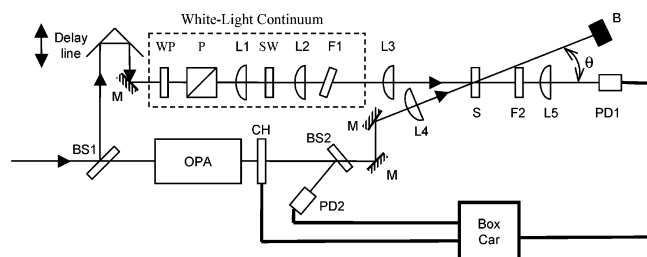 White-Light Continuum
B
Delay
line
WP
P
L1
SW
L2
F1
L3
θ
M
M
L4
S
F2
L5
PD1
BS1
OPA
CH
BS2
M
PD2
Box
Car